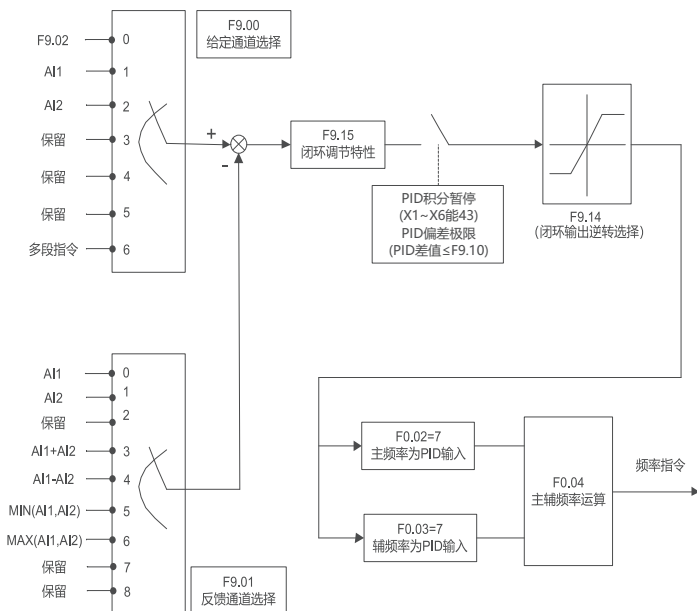 F9.00
给定通道选择
F9.02
0
AI1
1
AI2
2
保留
3
保留
4
保留
5
多段指令
6
+
-
F9.15
闭环调节特性
PID积分暂停
(X1~X6能43)
PID偏差极限
(PID差值≤F9.10)
F9.14
(闭环输出逆转选择)
AI1
0
AI2
1
保留
2
AI1+AI2
3
AI1-AI2
4
MIN(AI1,AI2)
5
MAX(AI1,AI2)
6
保留
7
保留
8
F9.01
反馈通道选择
F0.02=7
主频率为PID输入
F0.03=7
辅频率为PID输入
F0.04
主辅频率运算
频率指令